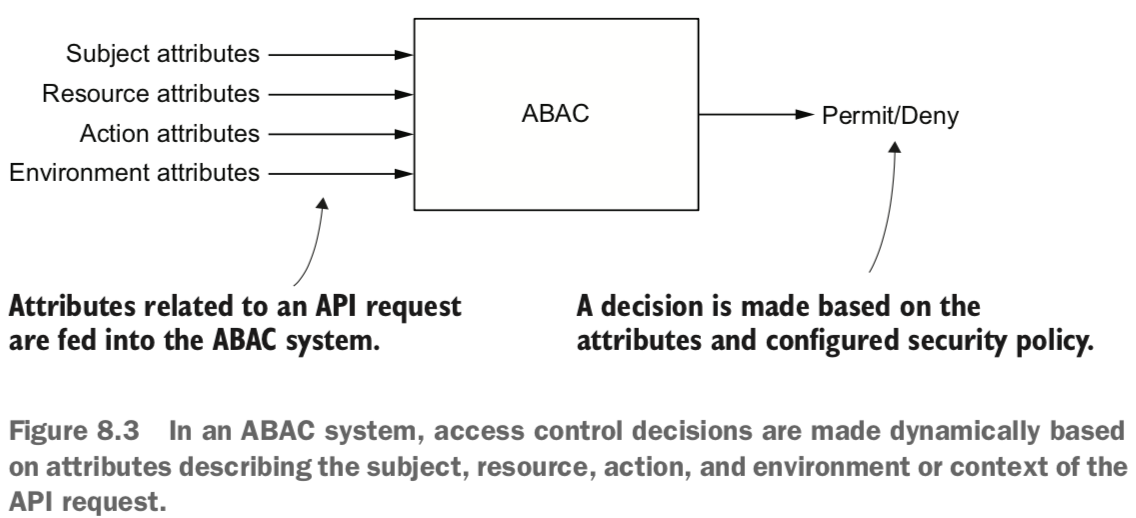 Subject attributes
Resource attributes
Action attributes
Environment attributes
ABAC
Permit/Deny
Attributes related to an API request
are fed into the ABAC system.
A decision is made based on the
attributes and configured security policy.
Figure 8.3 In an ABAC system, access control decisions are made dynamically based
on attributes describing the subject, resource, action, and environment or context of the
API request.